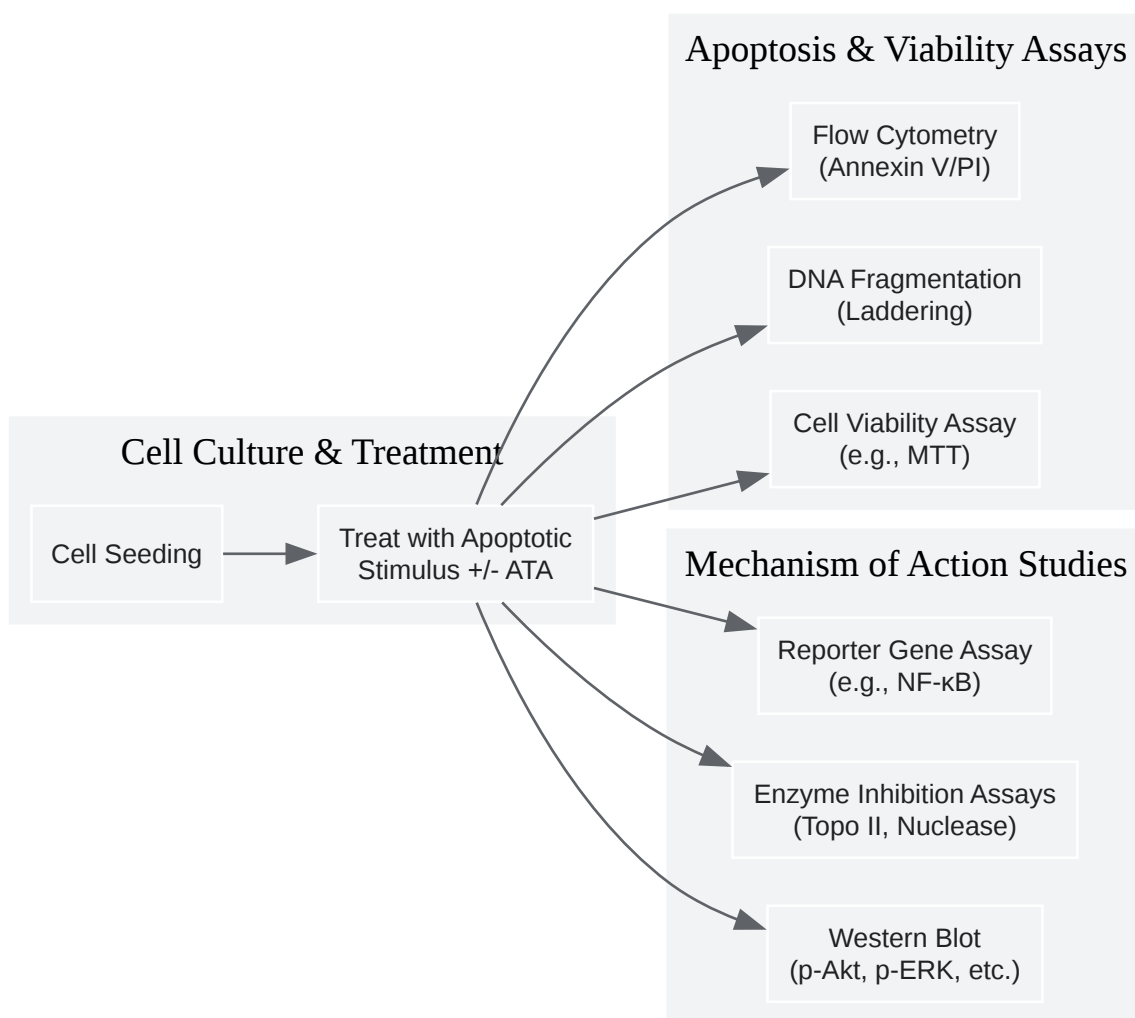 Cell Culture & Treatment
Cell Seeding
Treat with Apoptotic
Stimulus +/- ATA
Apoptosis & Viability Assays
Flow Cytometry
(Annexin V/PI)
DNA Fragmentation
(Laddering)
Cell Viability Assay
(e.g., MTT)
Mechanism of Action Studies
Reporter Gene Assay
(e.g., NF-κB)
Enzyme Inhibition Assays
(Topo II, Nuclease)
Western Blot
(p-Akt, p-ERK, etc.)